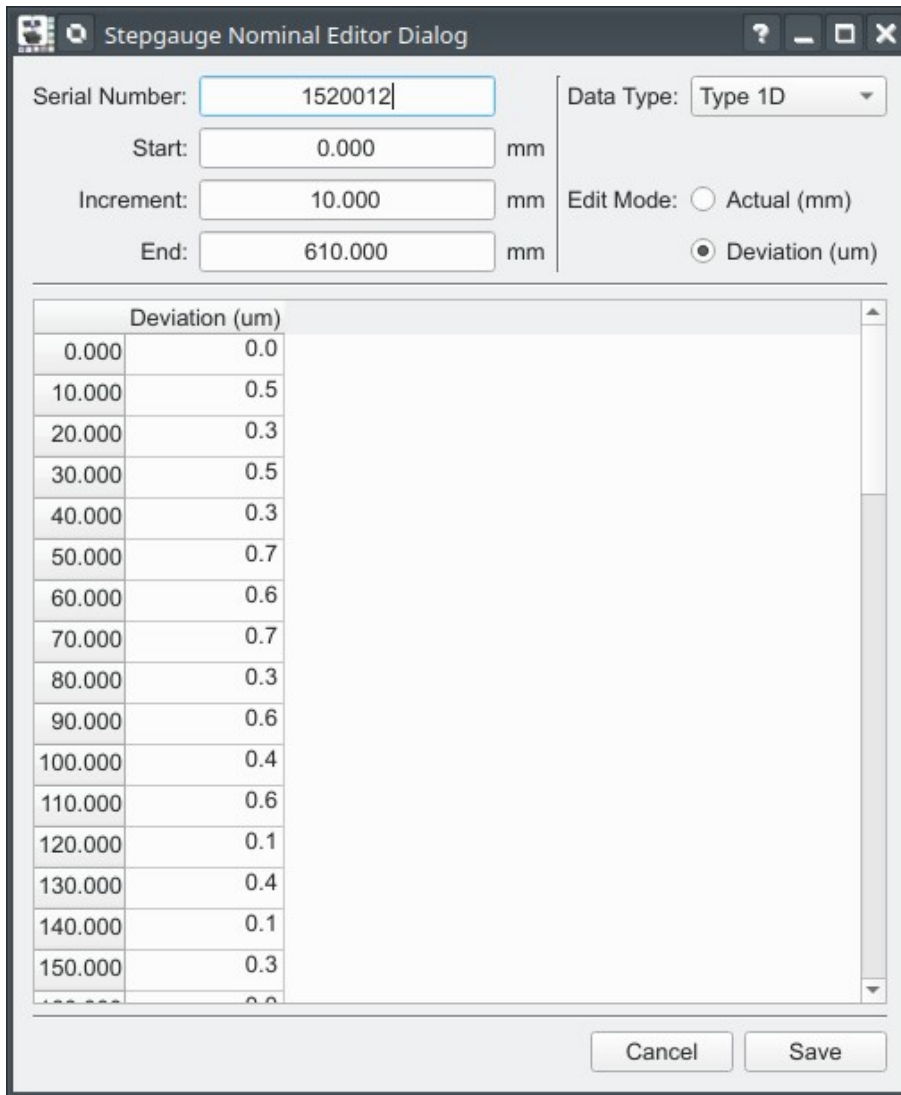 Stepgauge Nominal Editor Dialog
Serial Number: 1520012 Data Type: Type 1D
Start: 0.000 mm
Increment: 10.000 mm Edit Mode: Actual (mm)
End: 610.000 mm Deviation (um)
Deviation (um)
0.000 0.0
10.000 0.5
20.000 0.3
30.000 0.5
40.000 0.3
50.000 0.7
60.000 0.6
70.000 0.7
80.000 0.3
90.000 0.6
100.000 0.4
110.000 0.6
120.000 0.1
130.000 0.4
140.000 0.1
150.000 0.3
Cancel Save